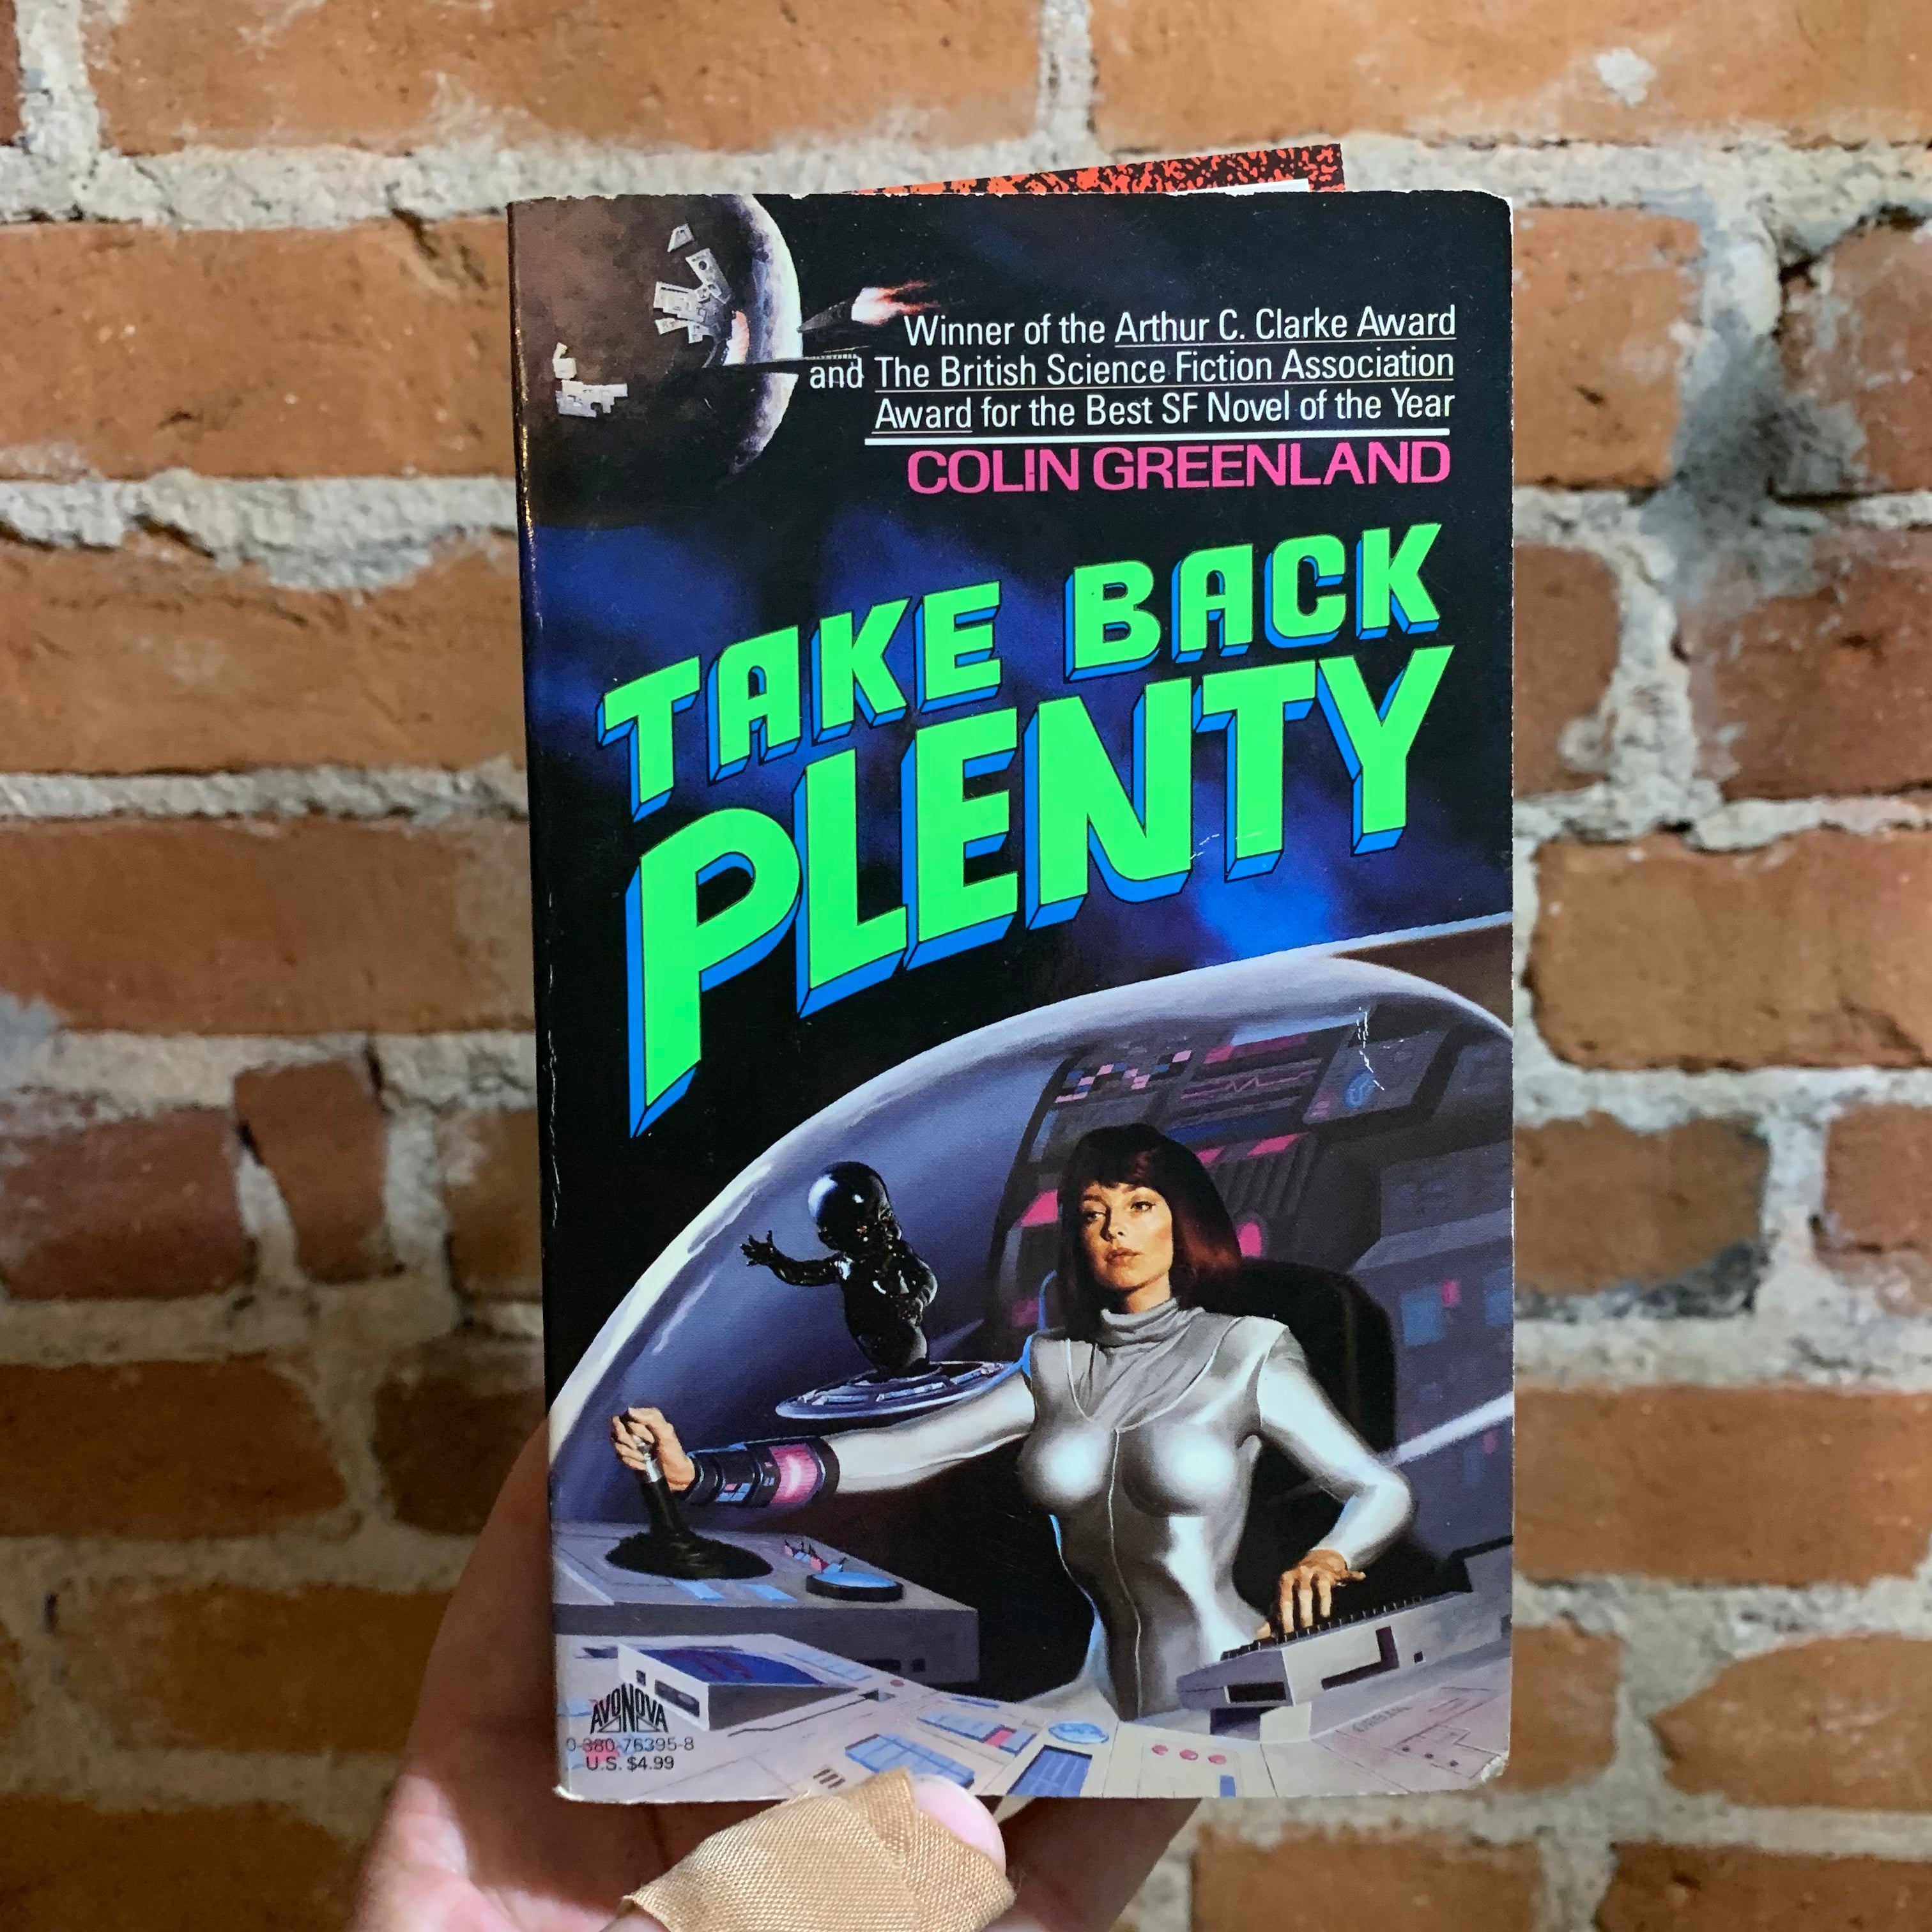 Winner of the Arthur C. Clarke Award
and The British Science Fiction Association
Award for the Best SF Novel of the Year
COLIN GREENLAND
TAKE BACK
PLENTY
AVONOVA
0-380-76395-8
U.S. $4.99